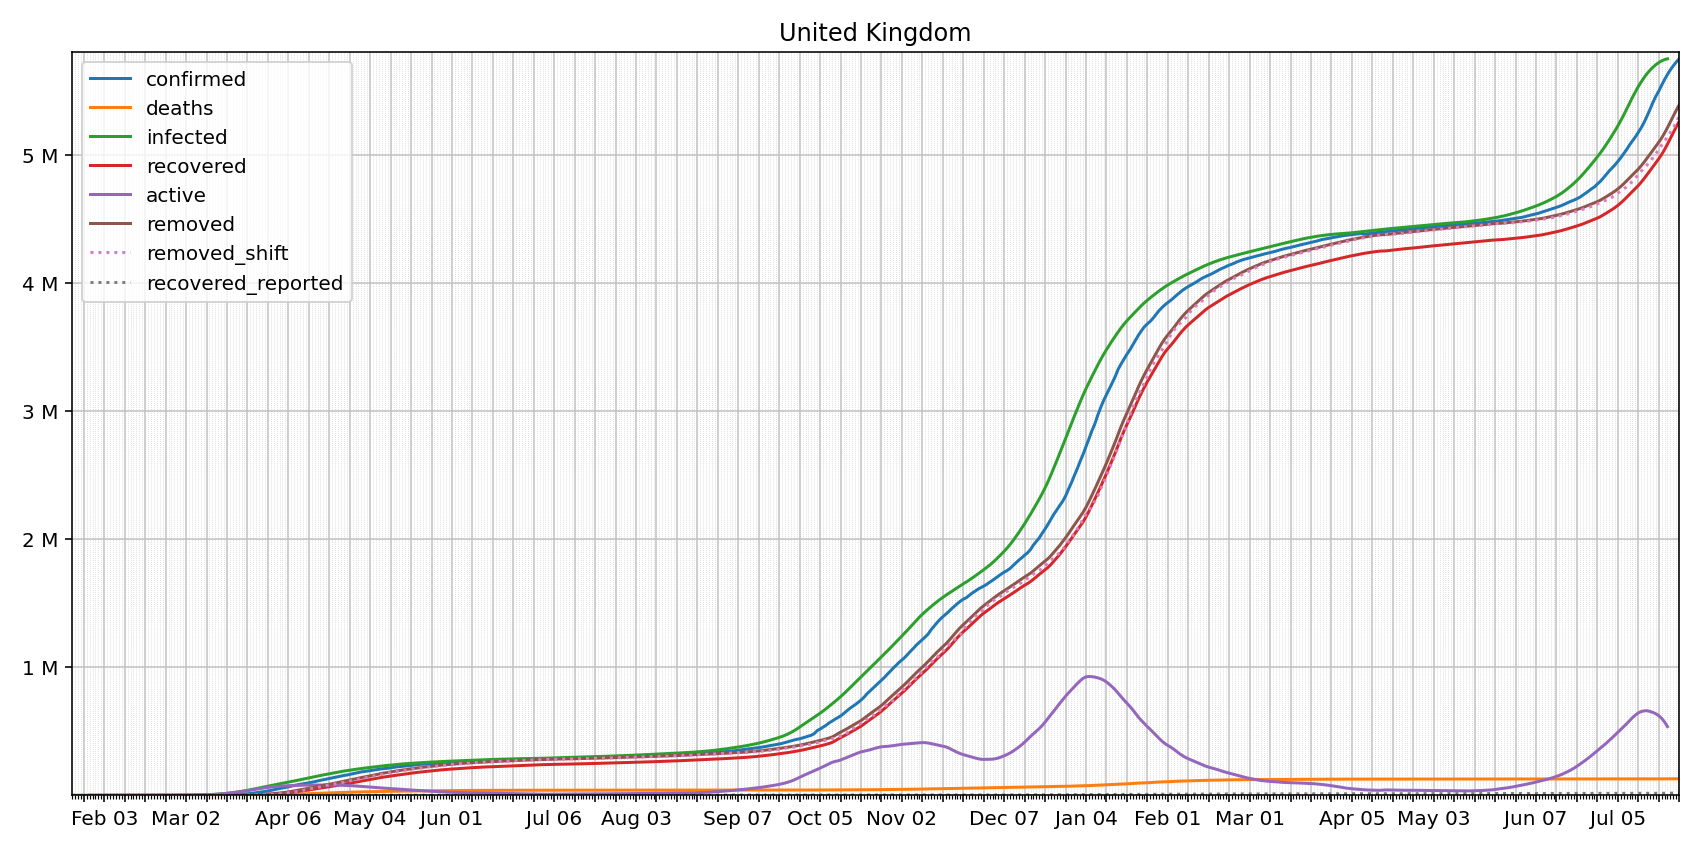 United Kingdom
confirmed
deaths
infected
recovered
active
removed
removed_shift
recovered_reported
5 M
4 M
3 M
2 M
1 M
Feb 03 Mar 02 Apr 06 May 04 Jun 01 Jul 06 Aug 03 Sep 07 Oct 05 Nov 02 Dec 07 Jan 04 Feb 01 Mar 01 Apr 05 May 03 Jun 07 Jul 05